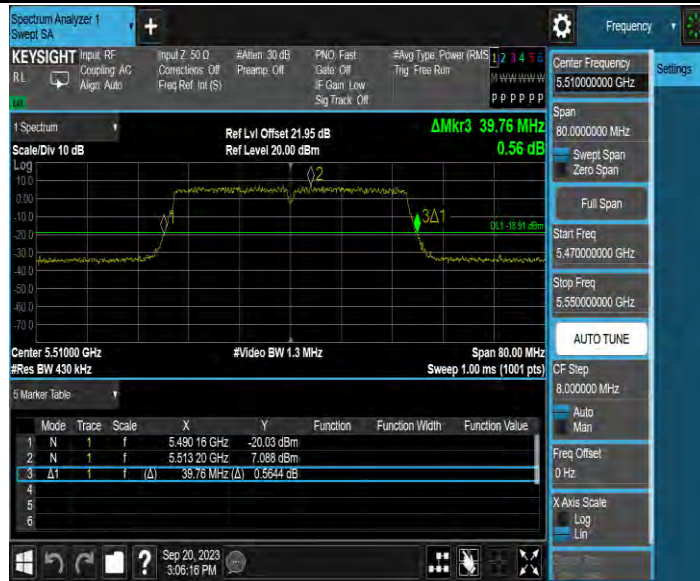 Spectrum Analyzer 1
Swept SA
+
Frequency
KEYSIGHT
RL
Input: RF
Coupling: AC
Align: Auto
Input Z: 50 Ω
Corrections: Off
Freq Ref: Int (S)
#Atten: 30 dB
Preamp: Off
PNO: Fast
Gate: Off
IF Gain: Low
Sig Track: Off
#Avg Type: Power (RMS
Trig: Free Run
1 2 3 4 5 6
M W W W W W
P P P P P P
1 Spectrum
Scale/Div 10 dB
Ref Lvl Offset 21.95 dB
Ref Level 20.00 dBm
ΔMkr3 39.76 MHz
0.56 dB
Log
10.0
0.00
-10.0
-20.0
-30.0
-40.0
-50.0
-60.0
-70.0
2
3Δ1
DL1 -18.91 dBm
Center 5.51000 GHz
#Video BW 1.3 MHz
Span 80.00 MHz
#Res BW 430 kHz
Sweep 1.00 ms (1001 pts)
5 Marker Table
Mode Trace Scale X Y Function Function Width Function Value
1 N 1 f 5.490 16 GHz -20.03 dBm
2 N 1 f 5.513 20 GHz 7.088 dBm
3 Δ1 1 f (Δ) 39.76 MHz (Δ) 0.5644 dB
4
5
6
Sep 20, 2023
3:06:16 PM
?
Center Frequency
5.510000000 GHz
Span
80.0000000 MHz
Swept Span
Zero Span
Full Span
Start Freq
5.470000000 GHz
Stop Freq
5.550000000 GHz
AUTO TUNE
CF Step
8.000000 MHz
Auto
Man
Freq Offset
0 Hz
X Axis Scale
Log
Lin
Settings